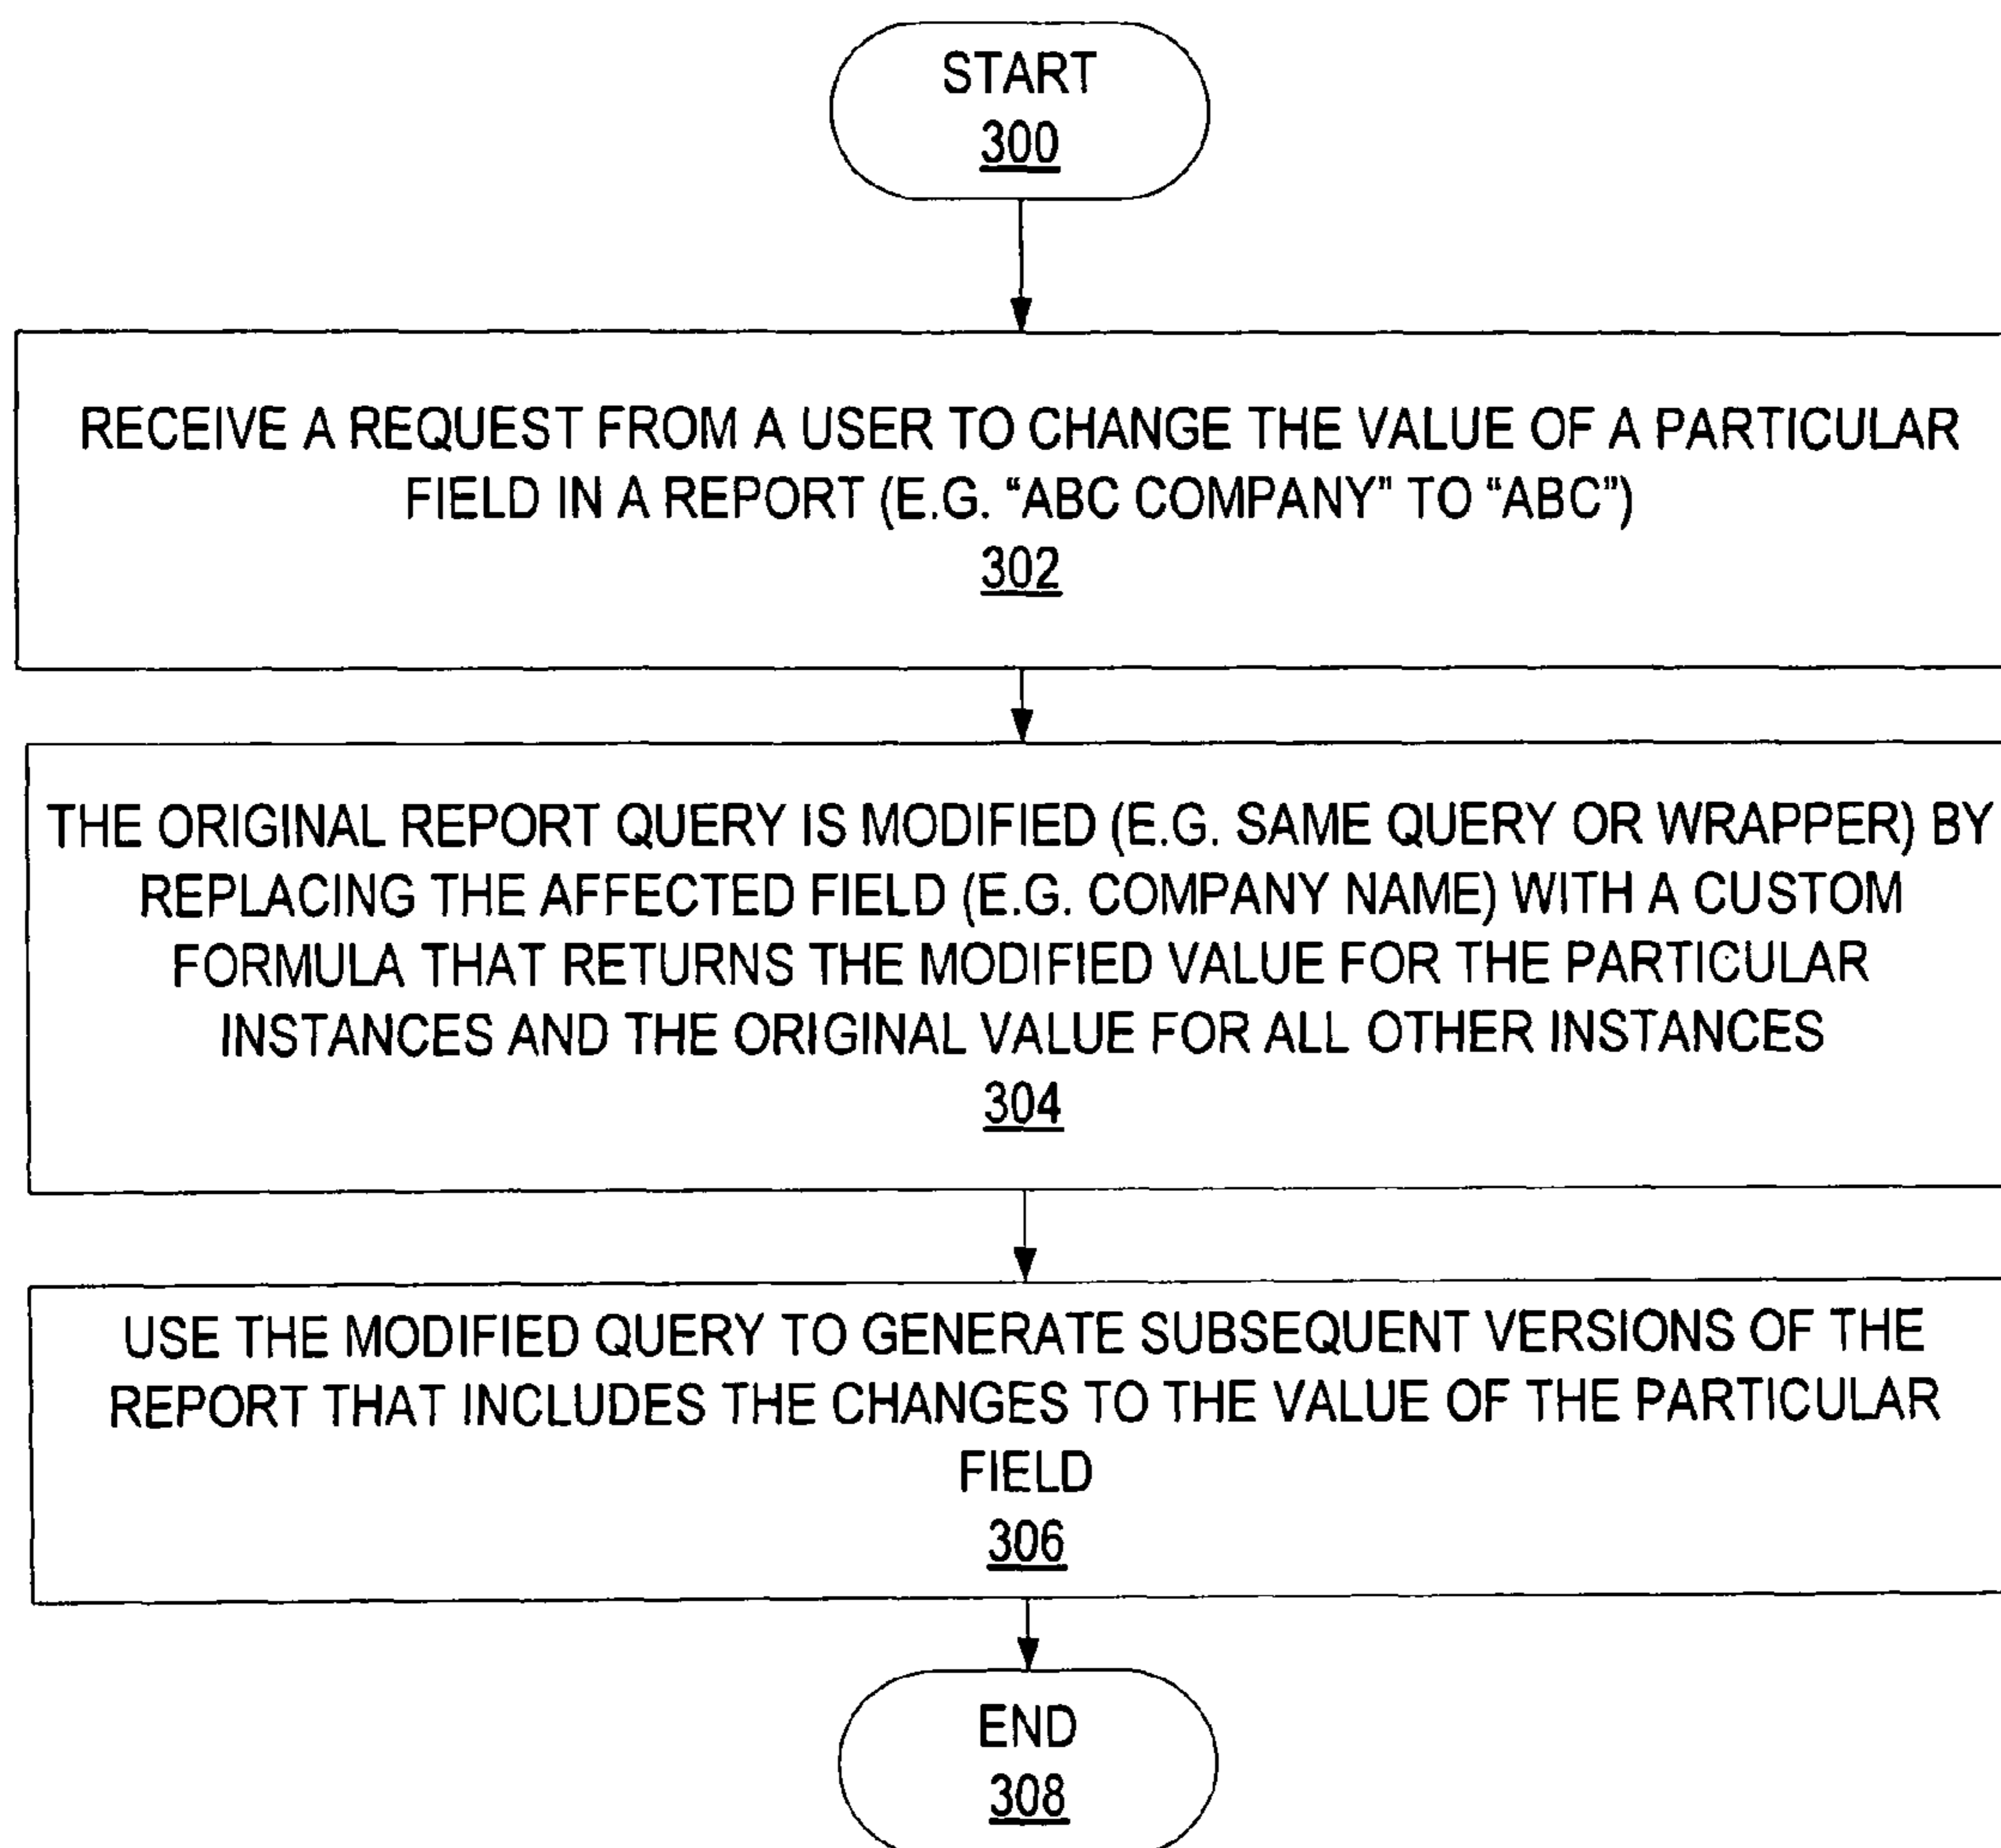 START
300
RECEIVE A REQUEST FROM A USER TO CHANGE THE VALUE OF A PARTICULAR
FIELD IN A REPORT (E.G. “ABC COMPANY” TO “ABC”)
302
THE ORIGINAL REPORT QUERY IS MODIFIED (E.G. SAME QUERY OR WRAPPER) BY
REPLACING THE AFFECTED FIELD (E.G. COMPANY NAME) WITH A CUSTOM
FORMULA THAT RETURNS THE MODIFIED VALUE FOR THE PARTICULAR
INSTANCES AND THE ORIGINAL VALUE FOR ALL OTHER INSTANCES
304
USE THE MODIFIED QUERY TO GENERATE SUBSEQUENT VERSIONS OF THE
REPORT THAT INCLUDES THE CHANGES TO THE VALUE OF THE PARTICULAR
FIELD
306
END
308